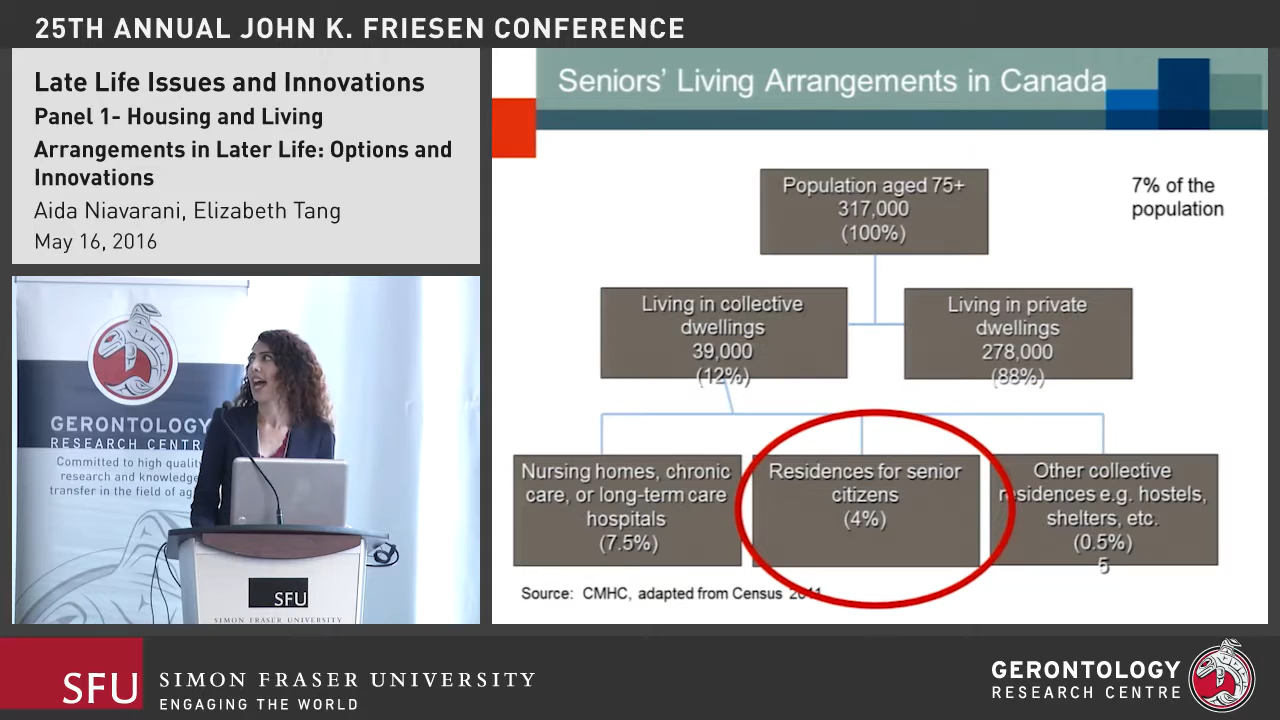 25TH ANNUAL JOHN K. FRIESEN CONFERENCE
Late Life Issues and Innovations
Panel 1- Housing and Living
Arrangements in Later Life: Options and
Innovations
Aida Niavarani, Elizabeth Tang
May 16, 2016
GERONTOLOGY
RESEARCH CENTR
Committed to high qualit
research and knowledge
transfer in the field of ag
SFU
SIMON FRASER UNIVERSITY
Seniors' Living Arrangements in Canada
7% of the
population
Population aged 75+
317,000
(100%)
Living in collective
dwellings
39,000
(12%)
Living in private
dwellings
278,000
(88%)
Nursing homes, chronic
care, or long-term care
hospitals
(7.5%)
Residences for senior
citizens
(4%)
Other collective
residences e.g. hostels,
shelters, etc.
(0.5%)
5
Source: CMHC, adapted from Census 2011
SFU
SIMON FRASER UNIVERSITY
ENGAGING THE WORLD
GERONTOLOGY
RESEARCH CENTRE